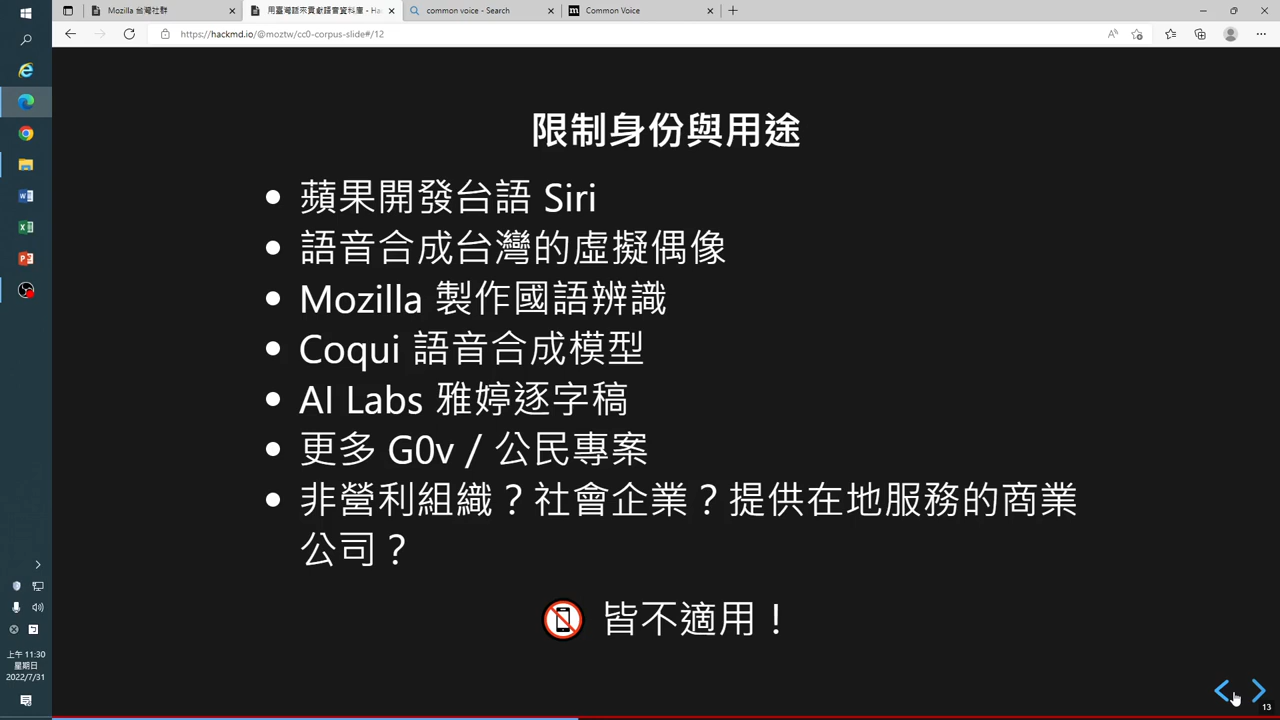 Mozilla 台灣社群
用臺灣話來貢獻語音資料庫 - Ha
common voice - Search
Common Voice
https://hackmd.io/@moztw/cc0-corpus-slide#/12
限制身份與用途
蘋果開發台語 Siri
語音合成台灣的虛擬偶像
Mozilla 製作國語辨識
Coqui 語音合成模型
AI Labs 雅婷逐字稿
更多 G0v / 公民專案
非營利組織？社會企業？提供在地服務的商業
公司？
皆不適用！
上午 11:30
星期日
2022/7/31
13